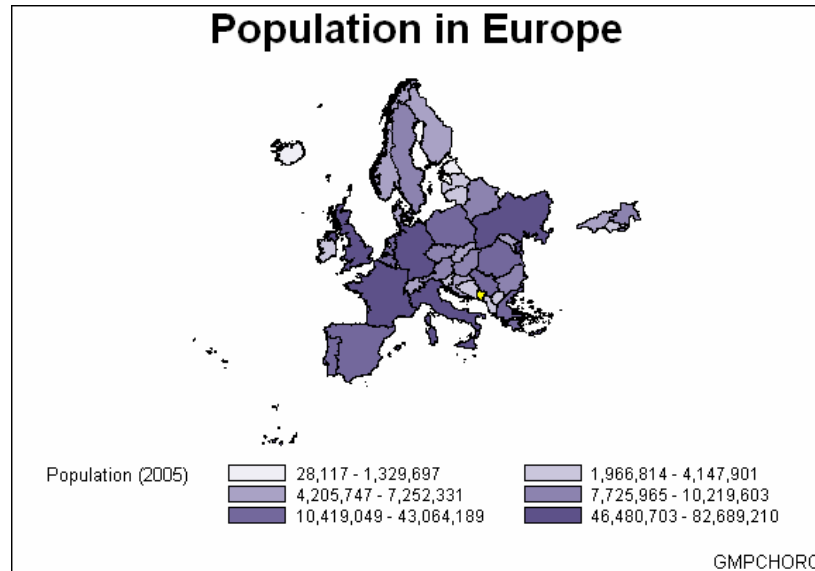 Population in Europe
Population (2005)
28,117 - 1,329,697
1,966,814 - 4,147,901
4,205,747 - 7,252,331
7,725,965 - 10,219,603
10,419,049 - 43,064,189
46,480,703 - 82,689,210
GMPCHORO